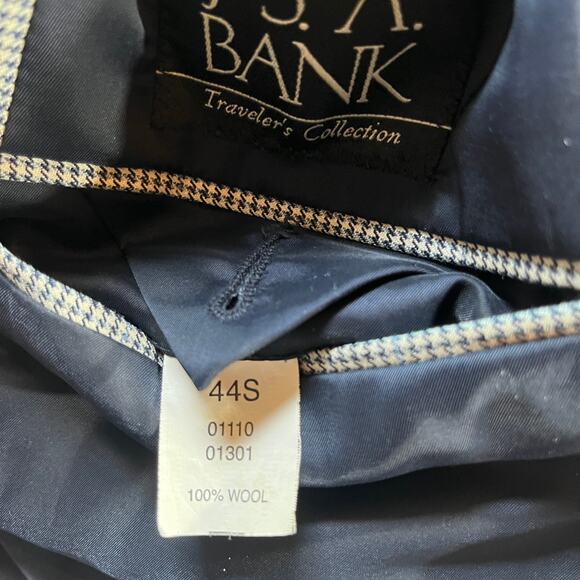 S. A.
BANK
Traveler's Collection
44S
01110
01301
100% WOOL